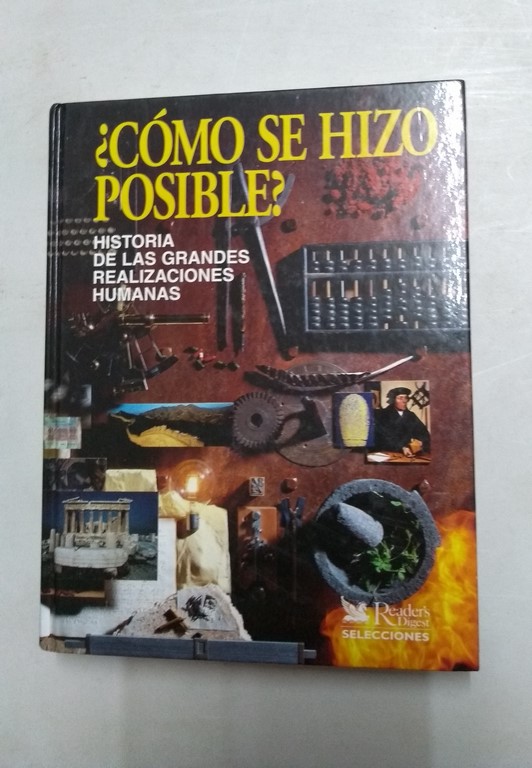 ¿CÓMO SE HIZO
POSIBLE?
HISTORIA
DE LAS GRANDES
REALIZACIONES
HUMANAS
Reader's
Digest
SELECCIONES